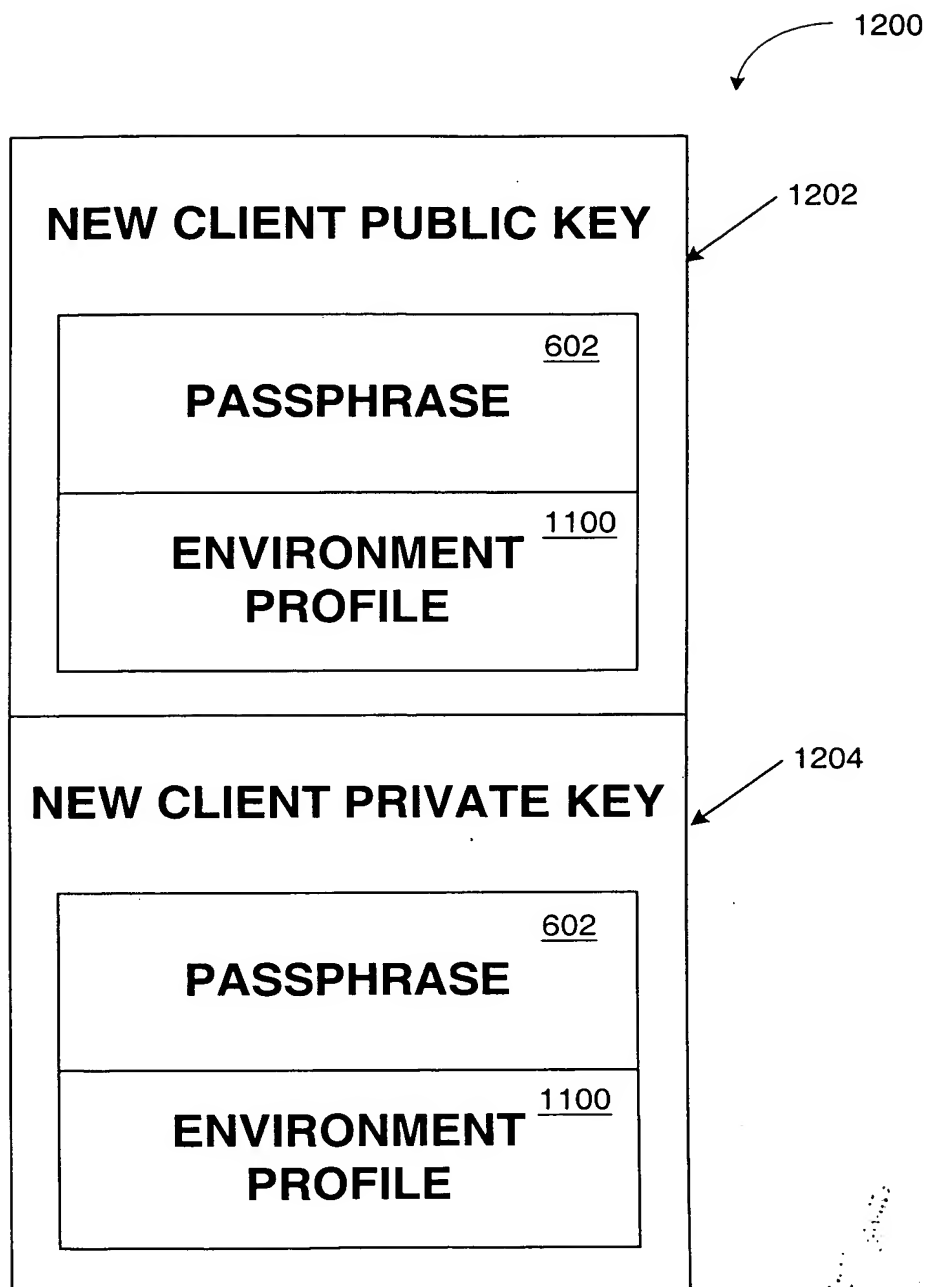 1200
1202
NEW CLIENT PUBLIC KEY
602
PASSPHRASE
1100
ENVIRONMENT
PROFILE
1204
NEW CLIENT PRIVATE KEY
602
PASSPHRASE
1100
ENVIRONMENT
PROFILE